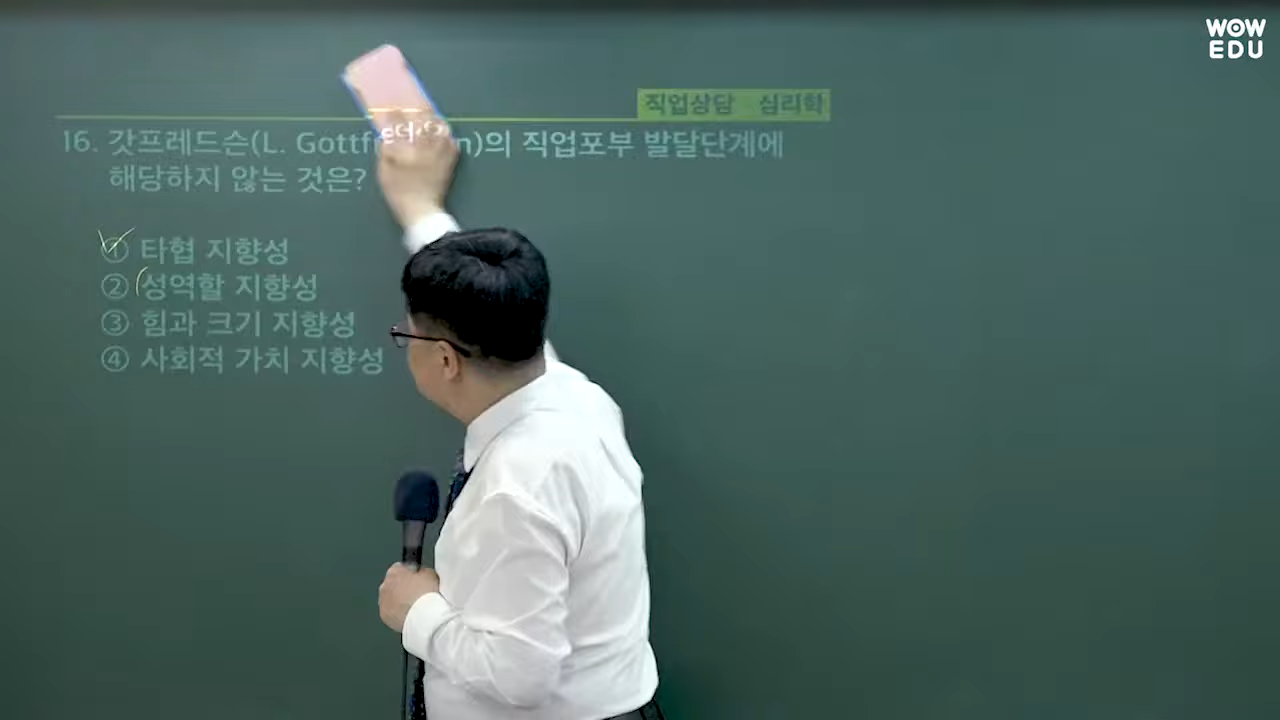 WOW
EDU
직업상담 심리학
16. 갓프레드슨(L. Gottf n)의 직업포부 발달단계에
해당하지 않는 것은?
① 타협 지향성
② 성역할 지향성
③ 힘과 크기 지향성
④ 사회적 가치 지향성